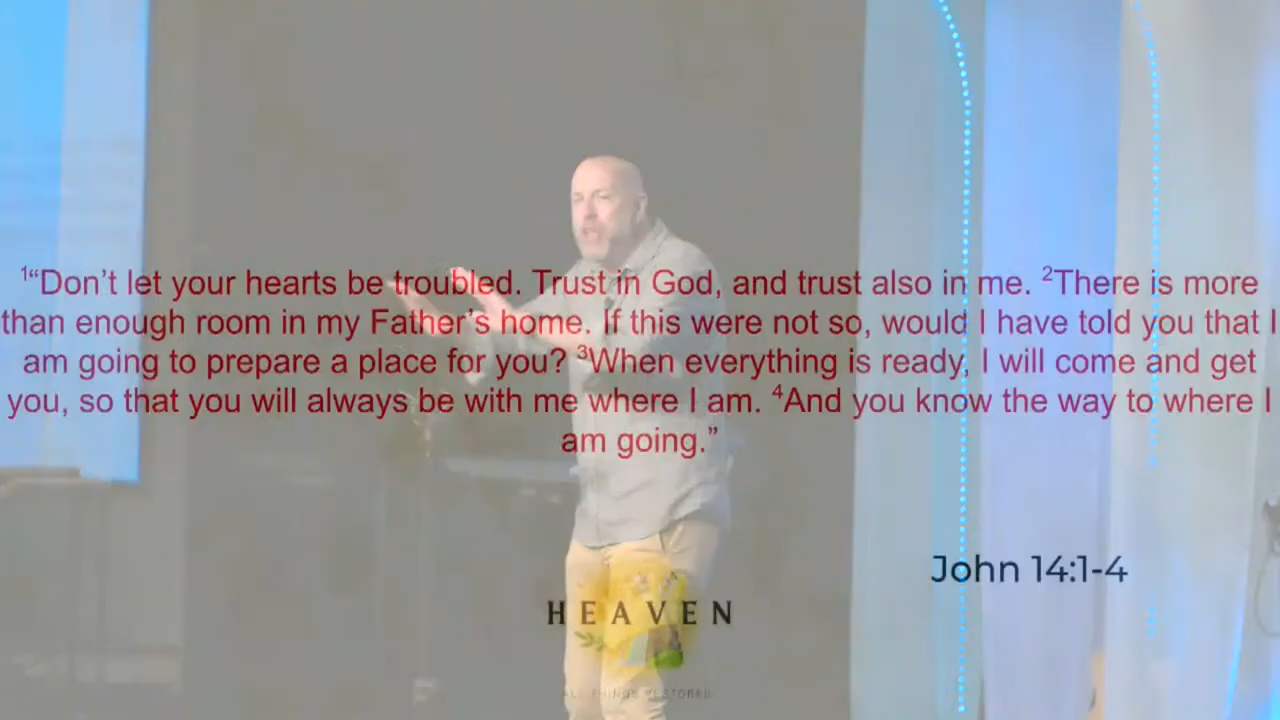 ¹“Don’t let your hearts be troubled. Trust in God, and trust also in me. ²There is more
than enough room in my Father’s home. If this were not so, would I have told you that I
am going to prepare a place for you? ³When everything is ready, I will come and get
you, so that you will always be with me where I am. ⁴And you know the way to where I
am going.”
John 14:1-4
HEAVEN
ALL THINGS RESTORED